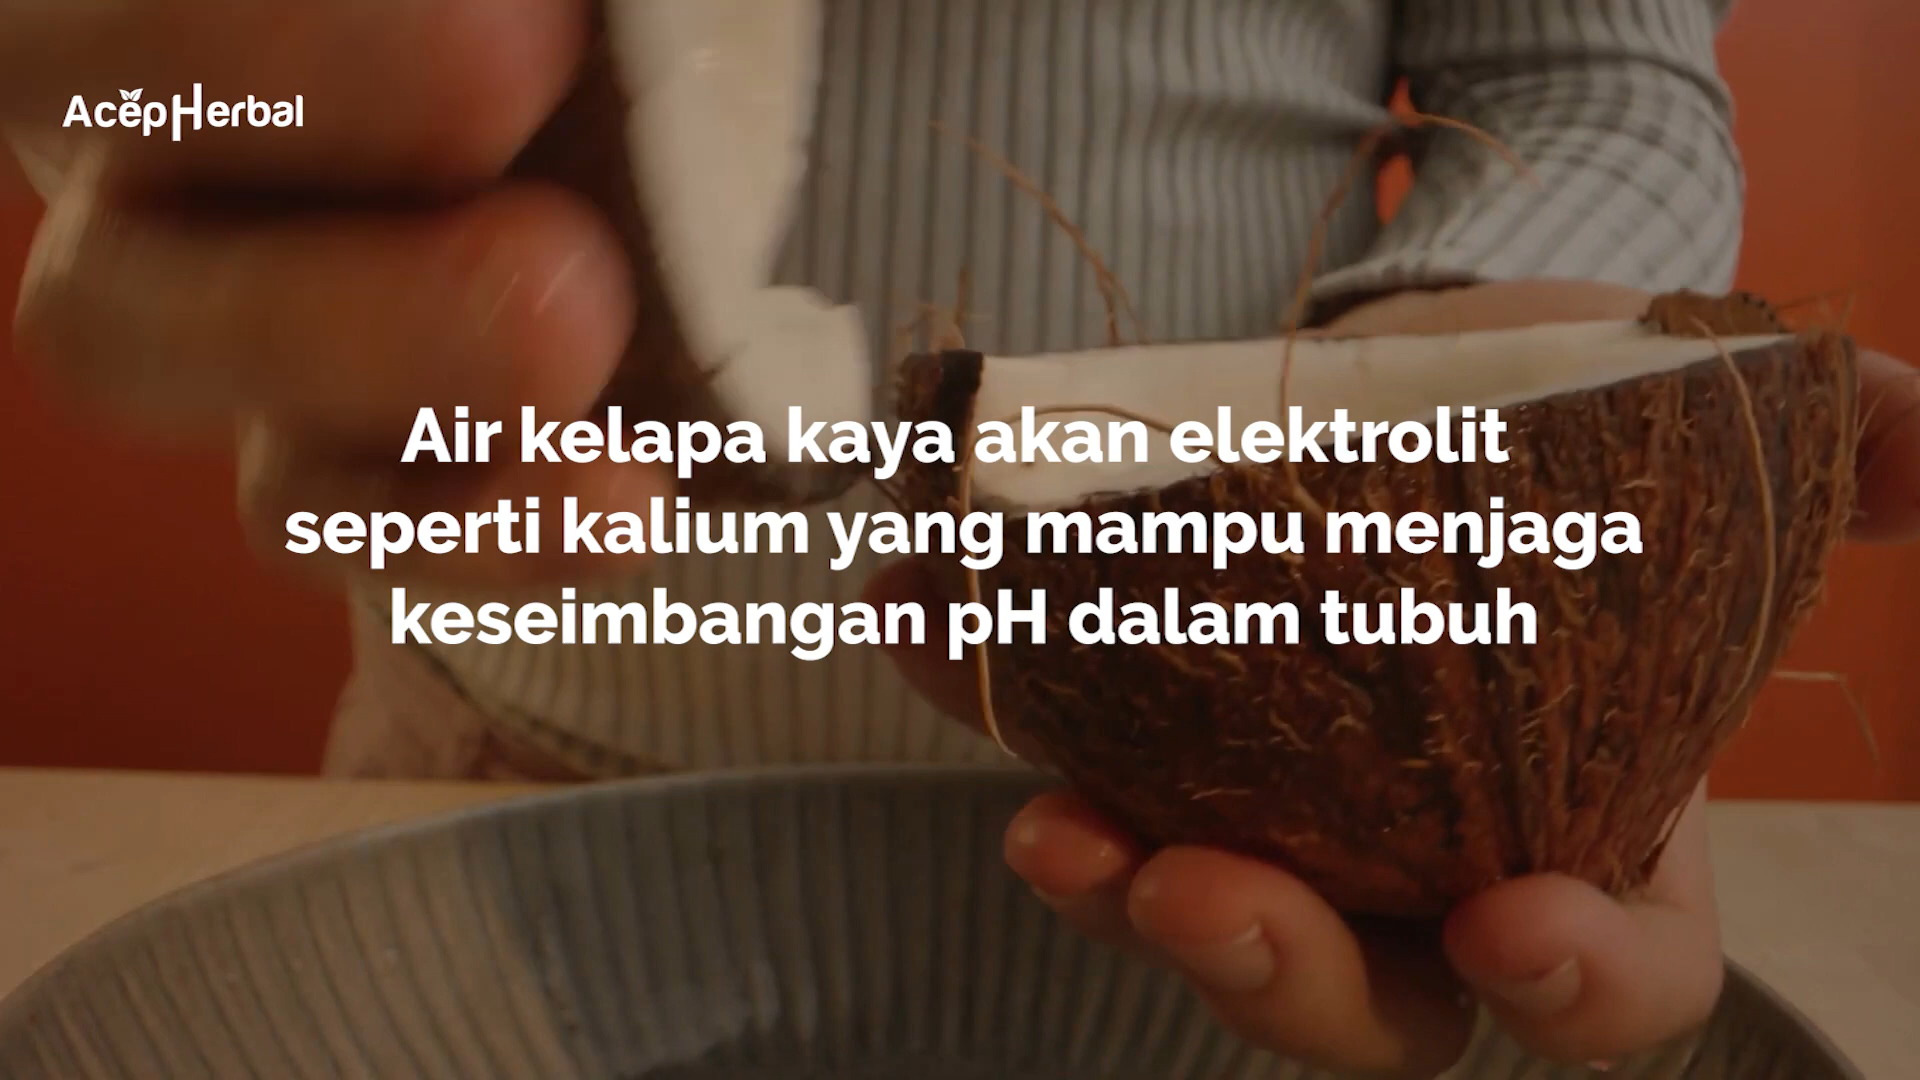 AcepHerbal
Air kelapa kaya akan elektrolit
seperti kalium yang mampu menjaga
keseimbangan pH dalam tubuh